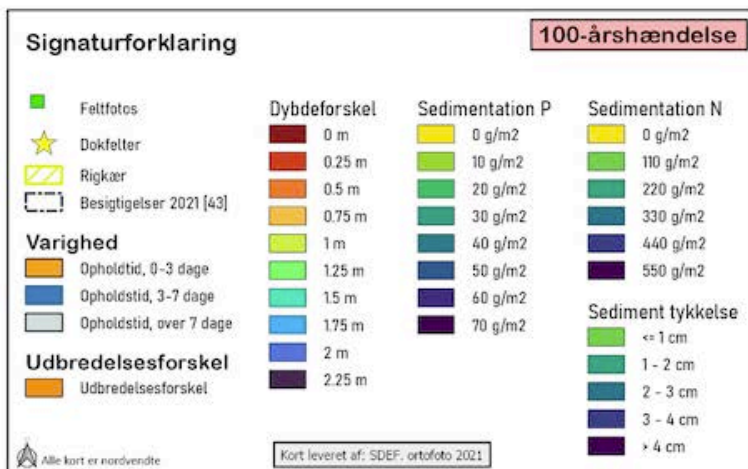 Signaturforklaring
100-årshændelse
Feltfotos
Dokfelter
Rigkær
Besigtigelser 2021 [43]
Varighed
Opholdtid, 0-3 dage
Opholdstid, 3-7 dage
Opholdstid, over 7 dage
Udbredelsesforskel
Udbredelsesforskel
Alle kort er nordvendte
Dybdeforskel
0 m
0.25 m
0.5 m
0.75 m
1 m
1.25 m
1.5 m
1.75 m
2 m
2.25 m
Sedimentation P
0 g/m2
10 g/m2
20 g/m2
30 g/m2
40 g/m2
50 g/m2
60 g/m2
70 g/m2
Sedimentation N
0 g/m2
110 g/m2
220 g/m2
330 g/m2
440 g/m2
550 g/m2
Sediment tykkelse
<= 1 cm
1 - 2 cm
2 - 3 cm
3 - 4 cm
> 4 cm
Kort leveret af: SDEF. ortofoto 2021